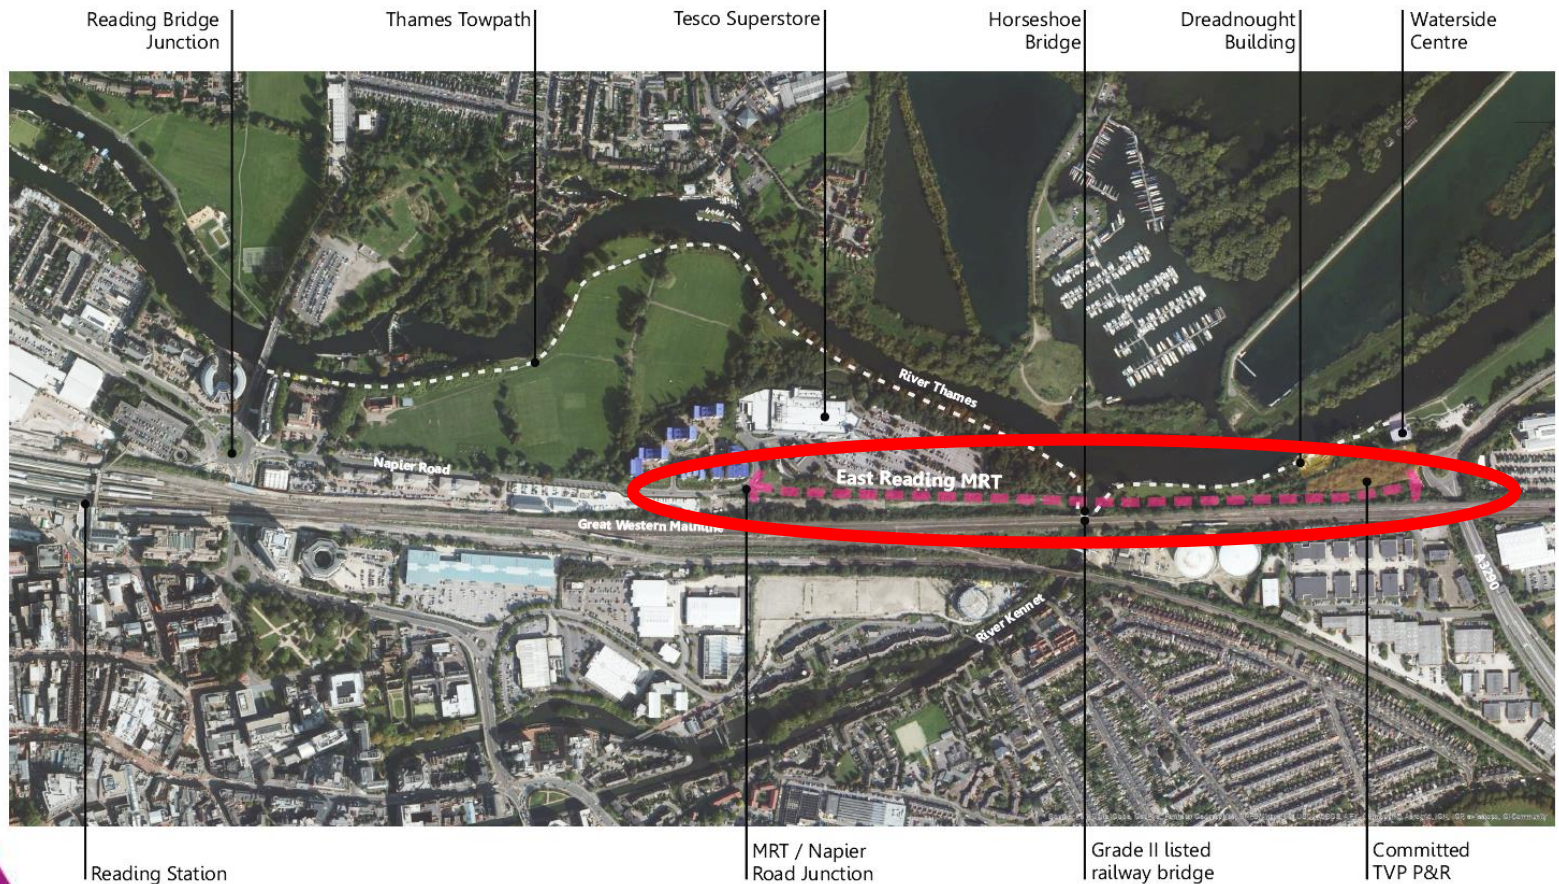 Reading Bridge
Junction
Thames Towpath
Tesco Superstore
Horseshoe
Bridge
Dreadnought
Building
Waterside
Centre
River Thames
Napier Road
East Reading MRT
Great Western Mainline
A3290
River Kennet
Reading Station
MRT / Napier
Road Junction
Grade II listed
railway bridge
Committed
TVP P&R